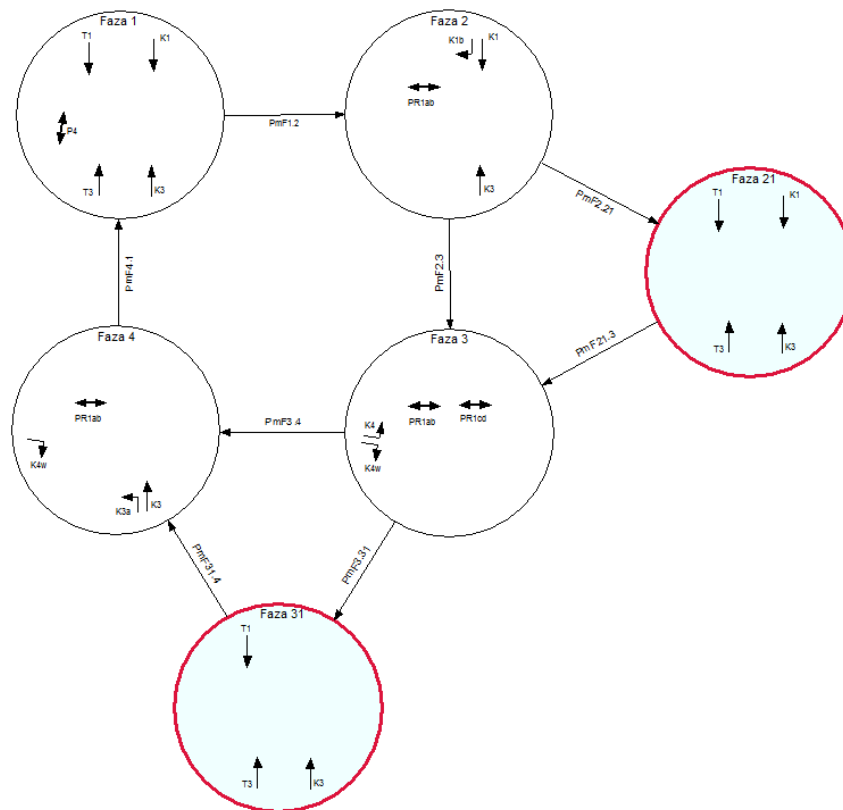 Faza 1
T1
K1
P4
T3
K3
PmF1.2
Faza 2
K1b
K1
PR1ab
K3
PmF2.21
Faza 21
T1
K1
T3
K3
PmF2.3
PmF21.3
PmF4.1
Faza 4
PR1ab
K4w
K3a
K3
PmF3.4
Faza 3
PR1ab
PR1cd
K4
K4w
PmF31.4
PmF3.31
Faza 31
T1
T3
K3